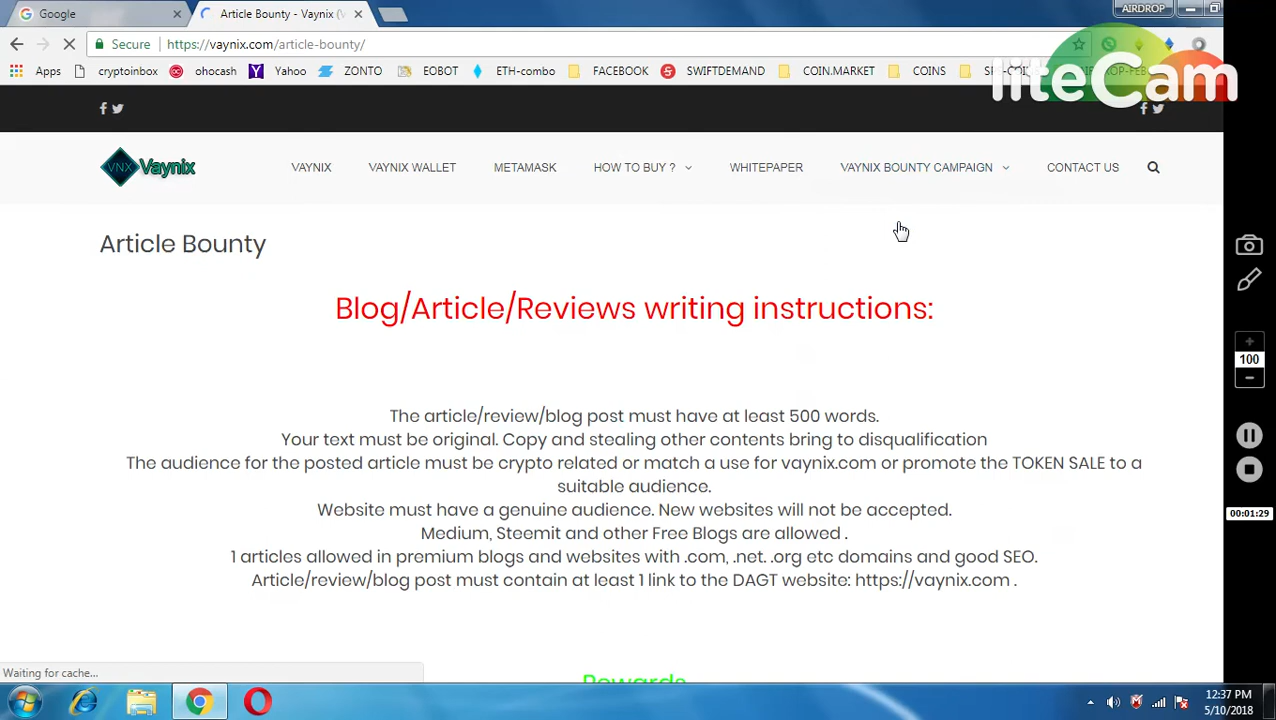 Google
Article Bounty - Vaynix (V
AIRDROP
Secure https://vaynix.com/article-bounty/
Apps cryptoinbox ohocash Yahoo ZONTO EOBOT ETH-combo FACEBOOK SWIFTDEMAND COIN.MARKET COINS
liteCam
VNX Vaynix
VAYNIX VAYNIX WALLET METAMASK HOW TO BUY ? WHITEPAPER VAYNIX BOUNTY CAMPAIGN CONTACT US
Article Bounty
Blog/Article/Reviews writing instructions:
The article/review/blog post must have at least 500 words.
Your text must be original. Copy and stealing other contents bring to disqualification
The audience for the posted article must be crypto related or match a use for vaynix.com or promote the TOKEN SALE to a
suitable audience.
Website must have a genuine audience. New websites will not be accepted.
Medium, Steemit and other Free Blogs are allowed .
1 articles allowed in premium blogs and websites with .com, .net. .org etc domains and good SEO.
Article/review/blog post must contain at least 1 link to the DAGT website: https://vaynix.com .
Rewards
Waiting for cache...
100
00:01:29
12:37 PM
5/10/2018